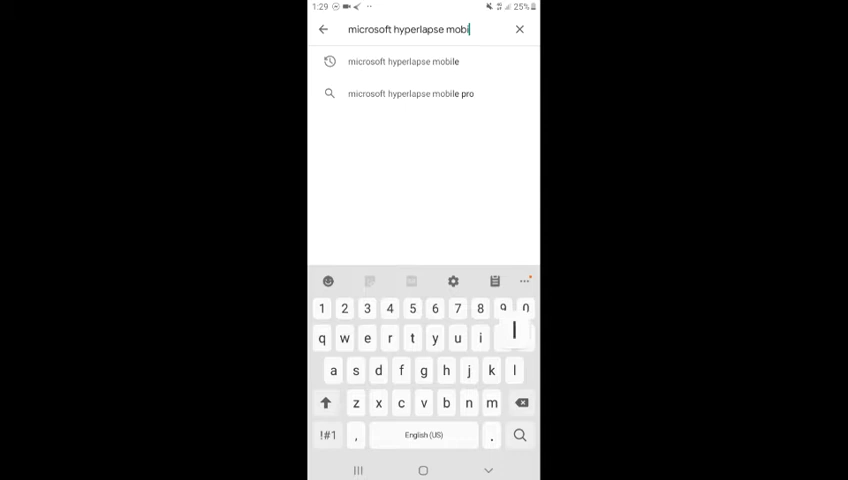 1:29
25%
microsoft hyperlapse mobi
microsoft hyperlapse mobile
microsoft hyperlapse mobile pro
1 2 3 4 5 6 7 8 9 0
q w e r t y u i l
a s d f g h j k l
z x c v b n m
!#1 , English (US) .